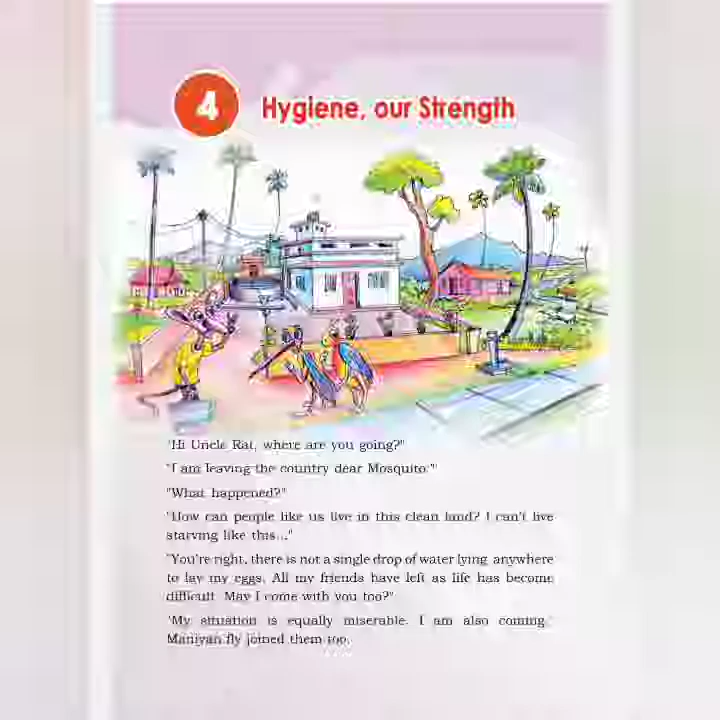 4
Hygiene, our Strength
"Hi Uncle Rat, where are you going?"
"I am leaving the country dear Mosquito."
"What happened?"
"How can people like us live in this clean land? I can't live
starving like this..."
"You're right, there is not a single drop of water lying anywhere
to lay my eggs. All my friends have left as life has become
difficult. May I come with you too?"
"My situation is equally miserable. I am also coming."
Maniyan fly joined them too.